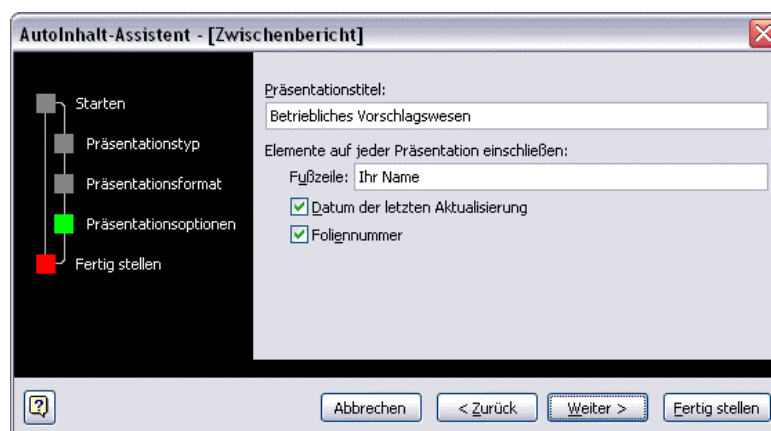 AutoInhalt-Assistent - [Zwischenbericht]
Starten
Präsentationstyp
Präsentationsformat
Präsentationsoptionen
Fertig stellen
Präsentationstitel:
Betriebliches Vorschlagswesen
Elemente auf jeder Präsentation einschließen:
Fußzeile: Ihr Name
Datum der letzten Aktualisierung
Foliennummer
Abbrechen < Zurück Weiter > Fertig stellen